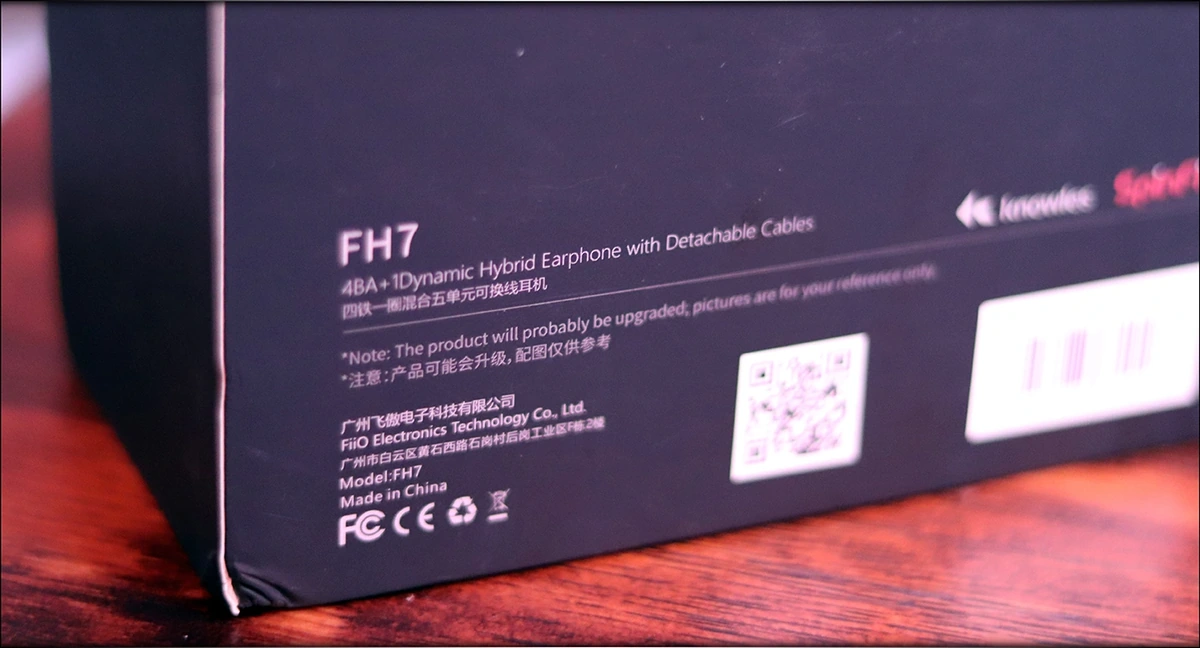 knowles
SpinFi
FH7
4BA+1Dynamic Hybrid Earphone with Detachable Cables
四铁一圈混合五单元可换线耳机
*Note: The product will probably be upgraded; pictures are for your reference only.
*注意:产品可能会升级,配图仅供参考
广州飞傲电子科技有限公司
FiiO Electronics Technology Co., Ltd.
广州市白云区黄石西路石岗村后岗工业区F栋2楼
Model:FH7
Made in China
FC CE